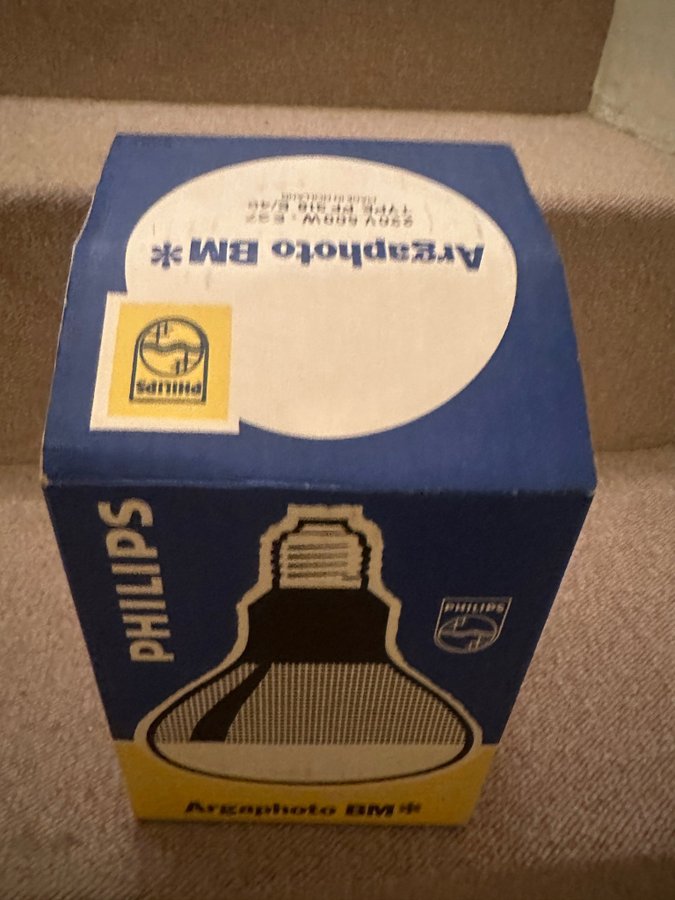 Argaphoto BM*
220V 500W - E27
TYPE PF 318 E/49
PHILIPS
PHILIPS
PHILIPS
Argaphoto BM*